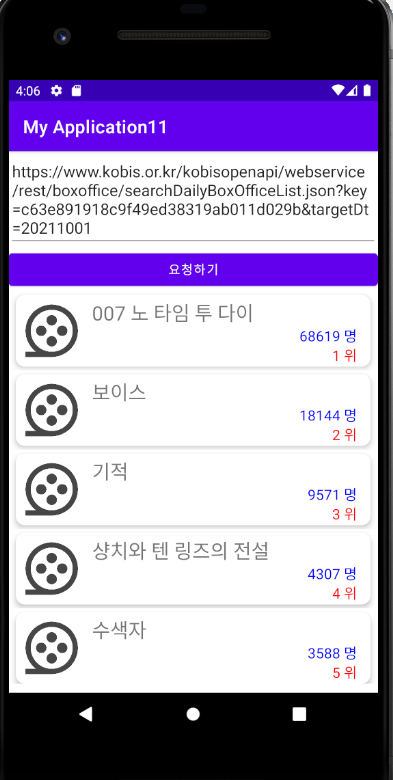 4:06
My Application11
https://www.kobis.or.kr/kobisopenapi/webservice
/rest/boxoffice/searchDailyBoxOfficeList.json?key
=c63e891918c9f49ed38319ab011d029b&targetDt
=20211001
요청하기
007 노 타임 투 다이
68619 명
1 위
보이스
18144 명
2 위
기적
9571 명
3 위
샹치와 텐 링즈의 전설
4307 명
4 위
수색자
3588 명
5 위